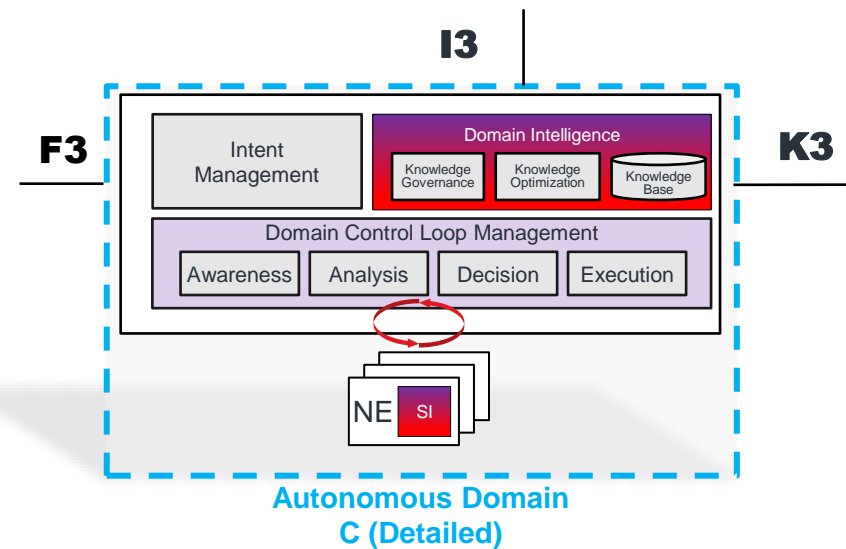 I3
F3
K3
Intent
Management
Domain Intelligence
Knowledge
Governance
Knowledge
Optimization
Knowledge
Base
Domain Control Loop Management
Awareness
Analysis
Decision
Execution
NE
SI
Autonomous Domain
C (Detailed)